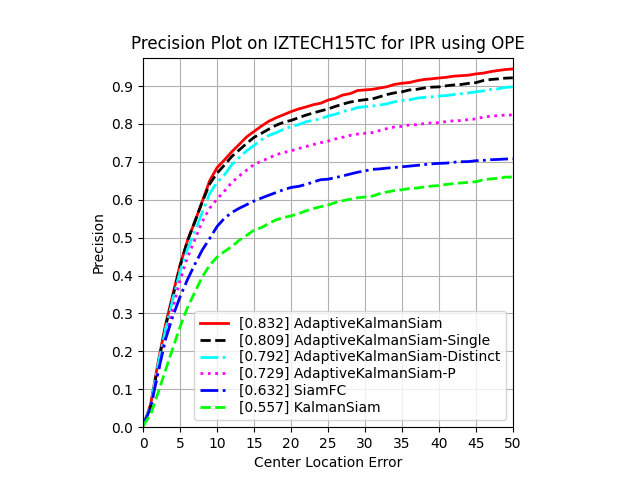 Precision Plot on IZTECH15TC for IPR using OPE
Precision
0.9
0.8
0.7
0.6
0.5
0.4
0.3
0.2
0.1
0.0
[0.832] AdaptiveKalmanSiam
[0.809] AdaptiveKalmanSiam-Single
[0.792] AdaptiveKalmanSiam-Distinct
[0.729] AdaptiveKalmanSiam-P
[0.632] SiamFC
[0.557] KalmanSiam
0 5 10 15 20 25 30 35 40 45 50
Center Location Error